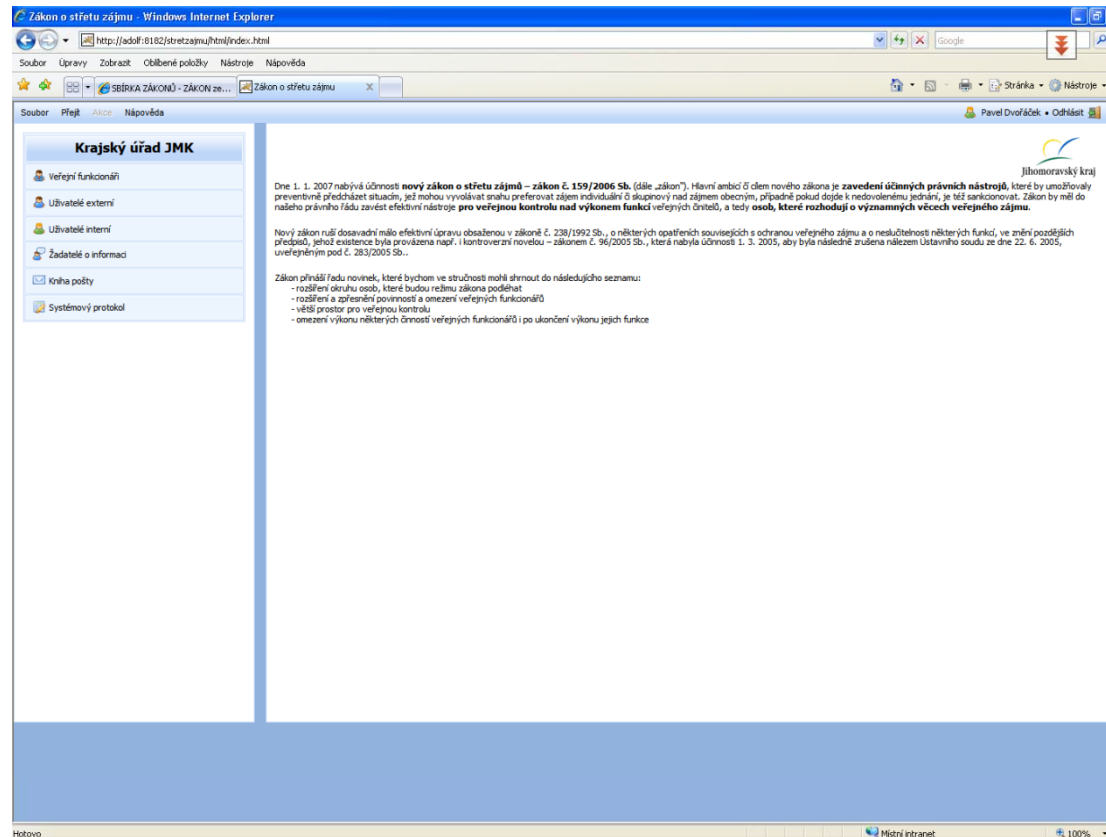 Zákon o střetu zájmu - Windows Internet Explorer
http://adolf:8182/stretzajmu/html/index.html
Google
Soubor Úpravy Zobrazit Oblíbené položky Nástroje Nápověda
SBÍRKA ZÁKONŮ - ZÁKON ze... Zákon o střetu zájmu X Stránka Nástroje
Soubor Přejít Akce Nápověda Pavel Dvořáček • Odhlásit
Krajský úřad JMK
Veřejní funkcionáři
Uživatelé externí
Uživatelé interní
Žadatelé o informaci
Kniha pošty
Systémový protokol
Jihomoravský kraj
Dne 1. 1. 2007 nabývá účinnosti nový zákon o střetu zájmů – zákon č. 159/2006 Sb. (dále „zákon"). Hlavní ambicí či cílem nového zákona je zavedení účinných právních nástrojů, které by umožňovaly
preventivně předcházet situacím, jež mohou vyvolávat snahu preferovat zájem individuální či skupinový nad zájmem obecným, případně pokud dojde k nedovolenému jednání, je též sankcionovat. Zákon by měl do
našeho právního řádu zavést efektivní nástroje pro veřejnou kontrolu nad výkonem funkcí veřejných činitelů, a tedy osob, které rozhodují o významných věcech veřejného zájmu.
Nový zákon ruší dosavadní málo efektivní úpravu obsaženou v zákoně č. 238/1992 Sb., o některých opatřeních souvisejících s ochranou veřejného zájmu a o neslučitelnosti některých funkcí, ve znění pozdějších
předpisů, jehož existence byla provázena např. i kontroverzní novelou – zákonem č. 96/2005 Sb., která nabyla účinnosti 1. 3. 2005, aby byla následně zrušena nálezem Ústavního soudu ze dne 22. 6. 2005,
uveřejněným pod č. 283/2005 Sb..
Zákon přináší řadu novinek, které bychom ve stručnosti mohli shrnout do následujícího seznamu:
- rozšíření okruhu osob, které budou režimu zákona podléhat
- rozšíření a zpřesnění povinností a omezení veřejných funkcionářů
- větší prostor pro veřejnou kontrolu
- omezení výkonu některých činností veřejných funkcionářů i po ukončení výkonu jejich funkce
Hotovo Místní intranet 100%